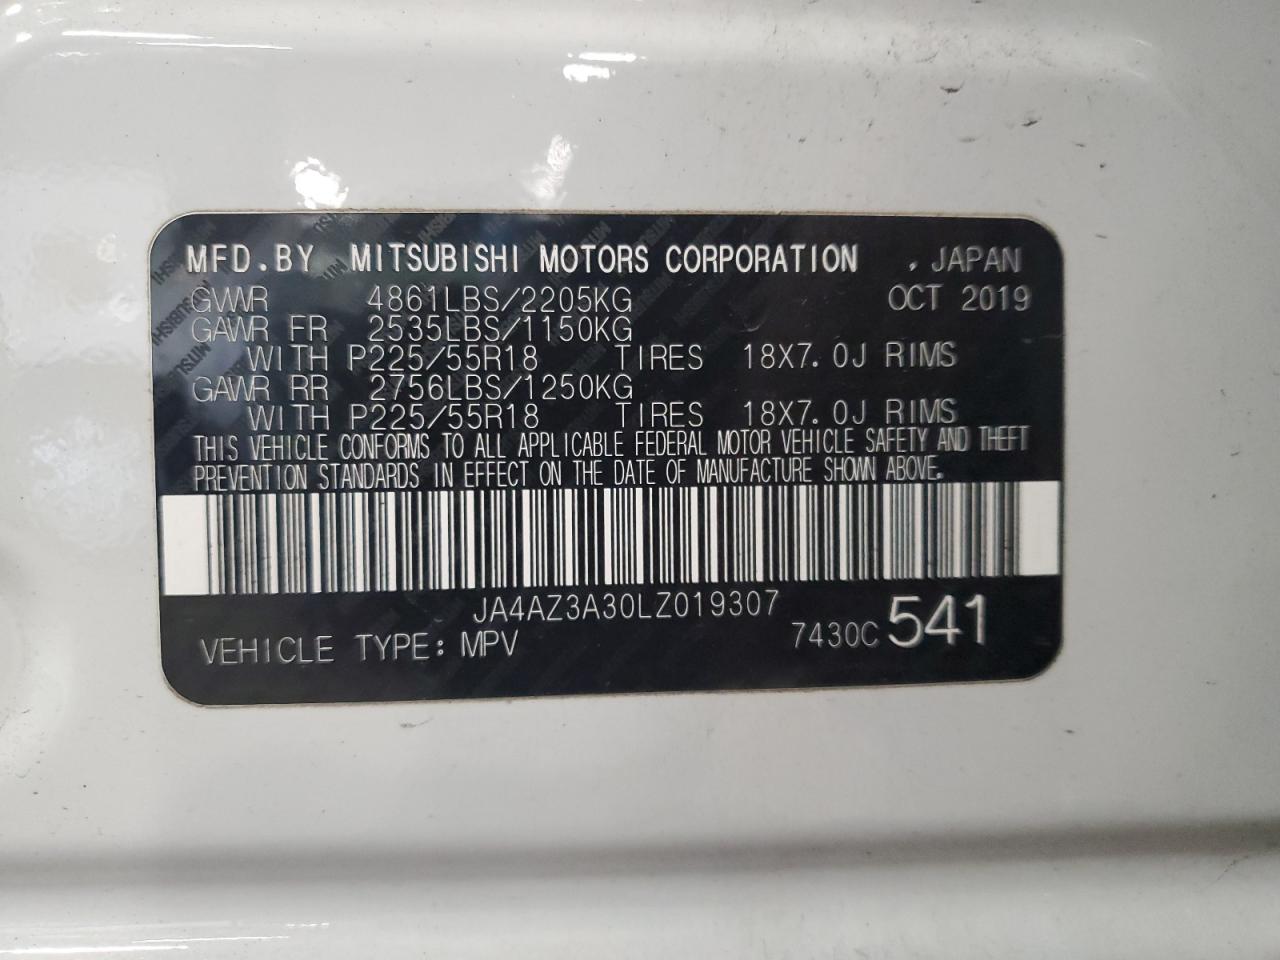 MFD.BY MITSUBISHI MOTORS CORPORATION , JAPAN
GVWR 4861LBS/2205KG OCT 2019
GAWR FR 2535LBS/1150KG
WITH P225/55R18 TIRES 18X7.0J RIMS
GAWR RR 2756LBS/1250KG
WITH P225/55R18 TIRES 18X7.0J RIMS
THIS VEHICLE CONFORMS TO ALL APPLICABLE FEDERAL MOTOR VEHICLE SAFETY AND THEFT
PREVENTION STANDARDS IN EFFECT ON THE DATE OF MANUFACTURE SHOWN ABOVE.
JA4AZ3A30LZ019307
VEHICLE TYPE: MPV 7430C 541